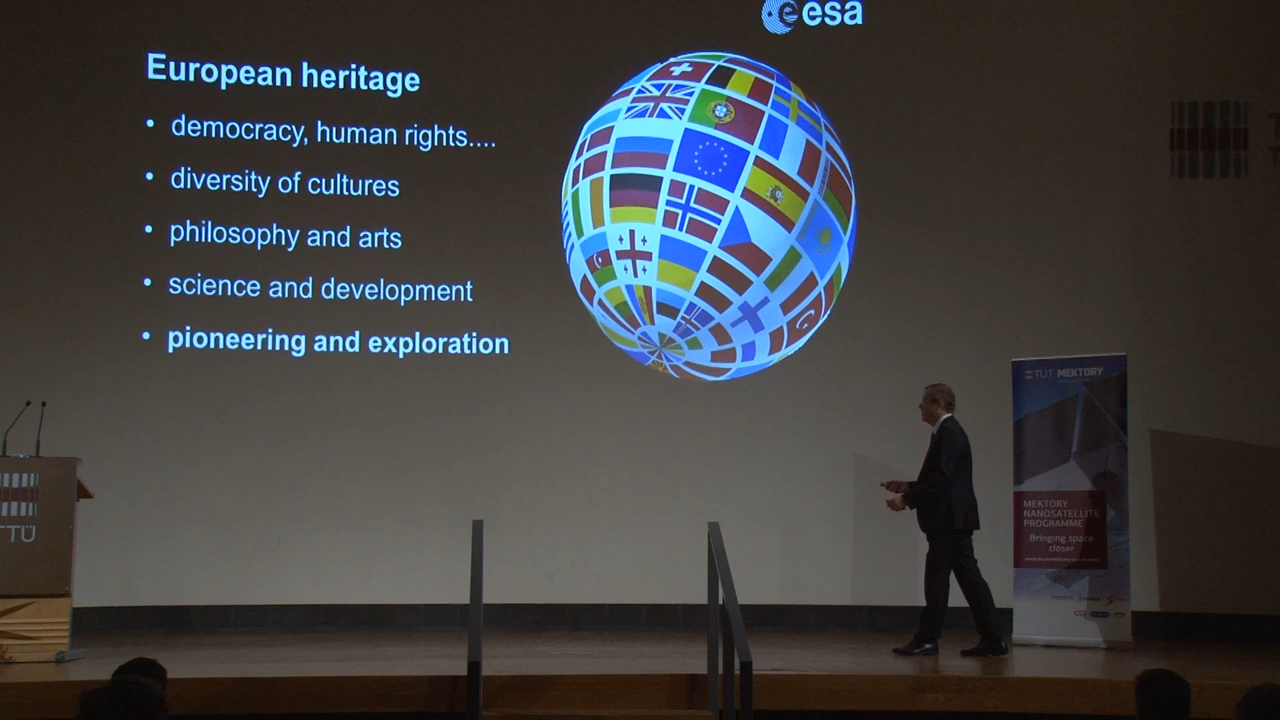 esa
European heritage
• democracy, human rights....
• diversity of cultures
• philosophy and arts
• science and development
• pioneering and exploration
TUT MEKTORY
MEKTORY
NANOSATELLITE
PROGRAMME
Bringing space
closer
TTÜ